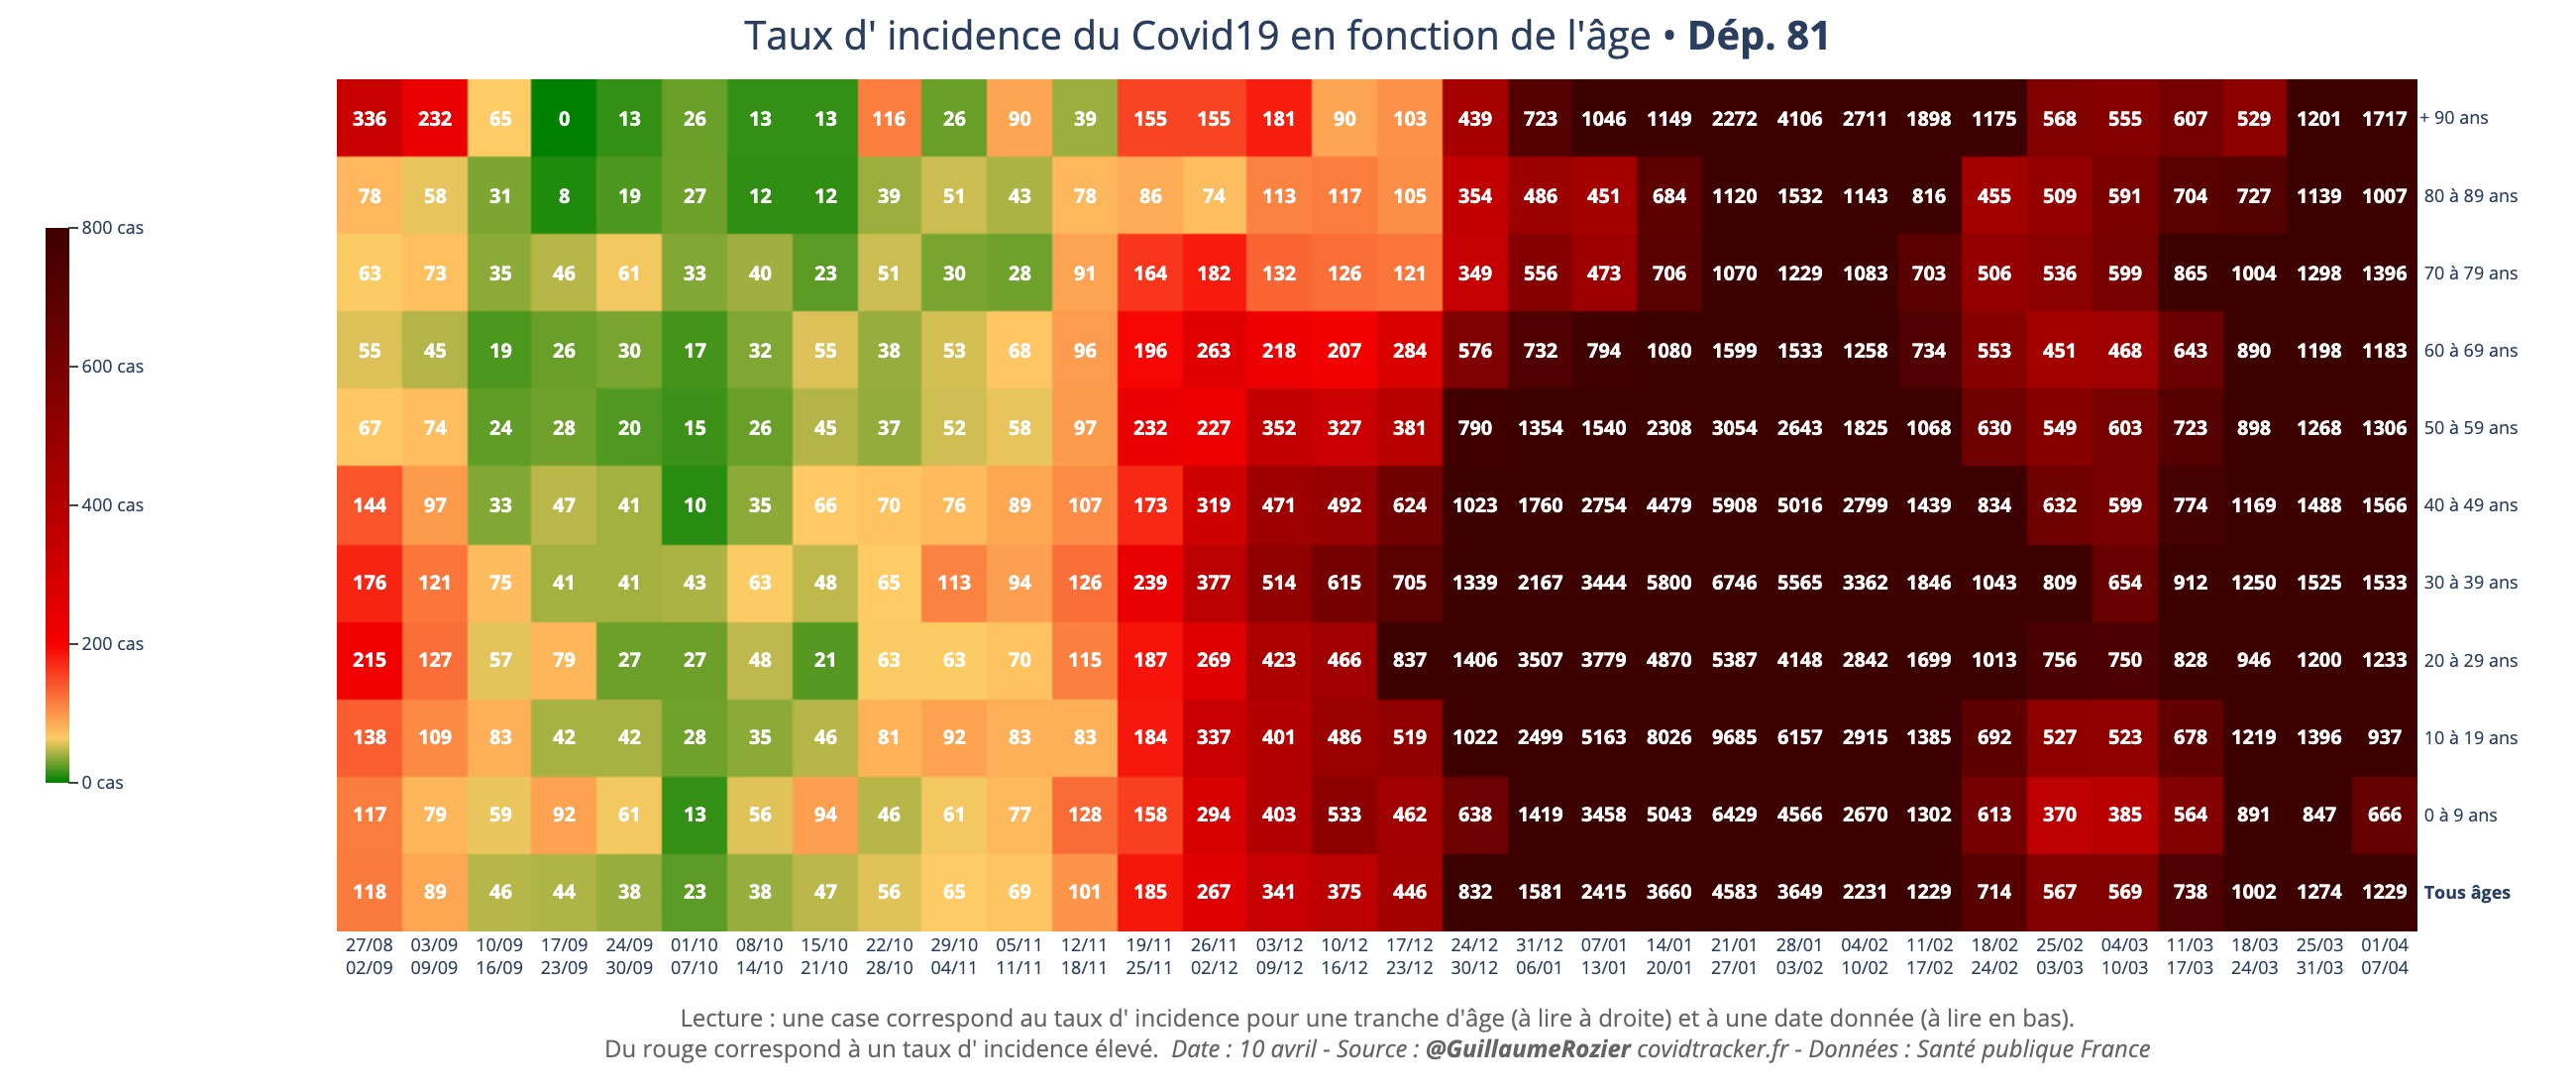 Taux d' incidence du Covid19 en fonction de l'âge • Dép. 81
336 232 65 0 13 26 13 13 116 26 90 39 155 155 181 90 103 439 723 1046 1149 2272 4106 2711 1898 1175 568 555 607 529 1201 1717 + 90 ans
78 58 31 8 19 27 12 12 39 51 43 78 86 74 113 117 105 354 486 451 684 1120 1532 1143 816 455 509 591 704 727 1139 1007 80 à 89 ans
800 cas
63 73 35 46 61 33 40 23 51 30 28 91 164 182 132 126 121 349 556 473 706 1070 1229 1083 703 506 536 599 865 1004 1298 1396 70 à 79 ans
55 45 19 26 30 17 32 55 38 53 68 96 196 263 218 207 284 576 732 794 1080 1599 1533 1258 734 553 451 468 643 890 1198 1183 60 à 69 ans
600 cas
67 74 24 28 20 15 26 45 37 52 58 97 232 227 352 327 381 790 1354 1540 2308 3054 2643 1825 1068 630 549 603 723 898 1268 1306 50 à 59 ans
400 cas
144 97 33 47 41 10 35 66 70 76 89 107 173 319 471 492 624 1023 1760 2754 4479 5908 5016 2799 1439 834 632 599 774 1169 1488 1566 40 à 49 ans
176 121 75 41 41 43 63 48 65 113 94 126 239 377 514 615 705 1339 2167 3444 5800 6746 5565 3362 1846 1043 809 654 912 1250 1525 1533 30 à 39 ans
200 cas
215 127 57 79 27 27 48 21 63 63 70 115 187 269 423 466 837 1406 3507 3779 4870 5387 4148 2842 1699 1013 756 750 828 946 1200 1233 20 à 29 ans
138 109 83 42 42 28 35 46 81 92 83 83 184 337 401 486 519 1022 2499 5163 8026 9685 6157 2915 1385 692 527 523 678 1219 1396 937 10 à 19 ans
0 cas
117 79 59 92 61 13 56 94 46 61 77 128 158 294 403 533 462 638 1419 3458 5043 6429 4566 2670 1302 613 370 385 564 891 847 666 0 à 9 ans
118 89 46 44 38 23 38 47 56 65 69 101 185 267 341 375 446 832 1581 2415 3660 4583 3649 2231 1229 714 567 569 738 1002 1274 1229 Tous âges
27/08 03/09 10/09 17/09 24/09 01/10 08/10 15/10 22/10 29/10 05/11 12/11 19/11 26/11 03/12 10/12 17/12 24/12 31/12 07/01 14/01 21/01 28/01 04/02 11/02 18/02 25/02 04/03 11/03 18/03 25/03 01/04
02/09 09/09 16/09 23/09 30/09 07/10 14/10 21/10 28/10 04/11 11/11 18/11 25/11 02/12 09/12 16/12 23/12 30/12 06/01 13/01 20/01 27/01 03/02 10/02 17/02 24/02 03/03 10/03 17/03 24/03 31/03 07/04
Lecture : une case correspond au taux d' incidence pour une tranche d'âge (à lire à droite) et à une date donnée (à lire en bas).
Du rouge correspond à un taux d' incidence élevé. Date : 10 avril - Source : @GuillaumeRozier covidtracker.fr - Données : Santé publique France